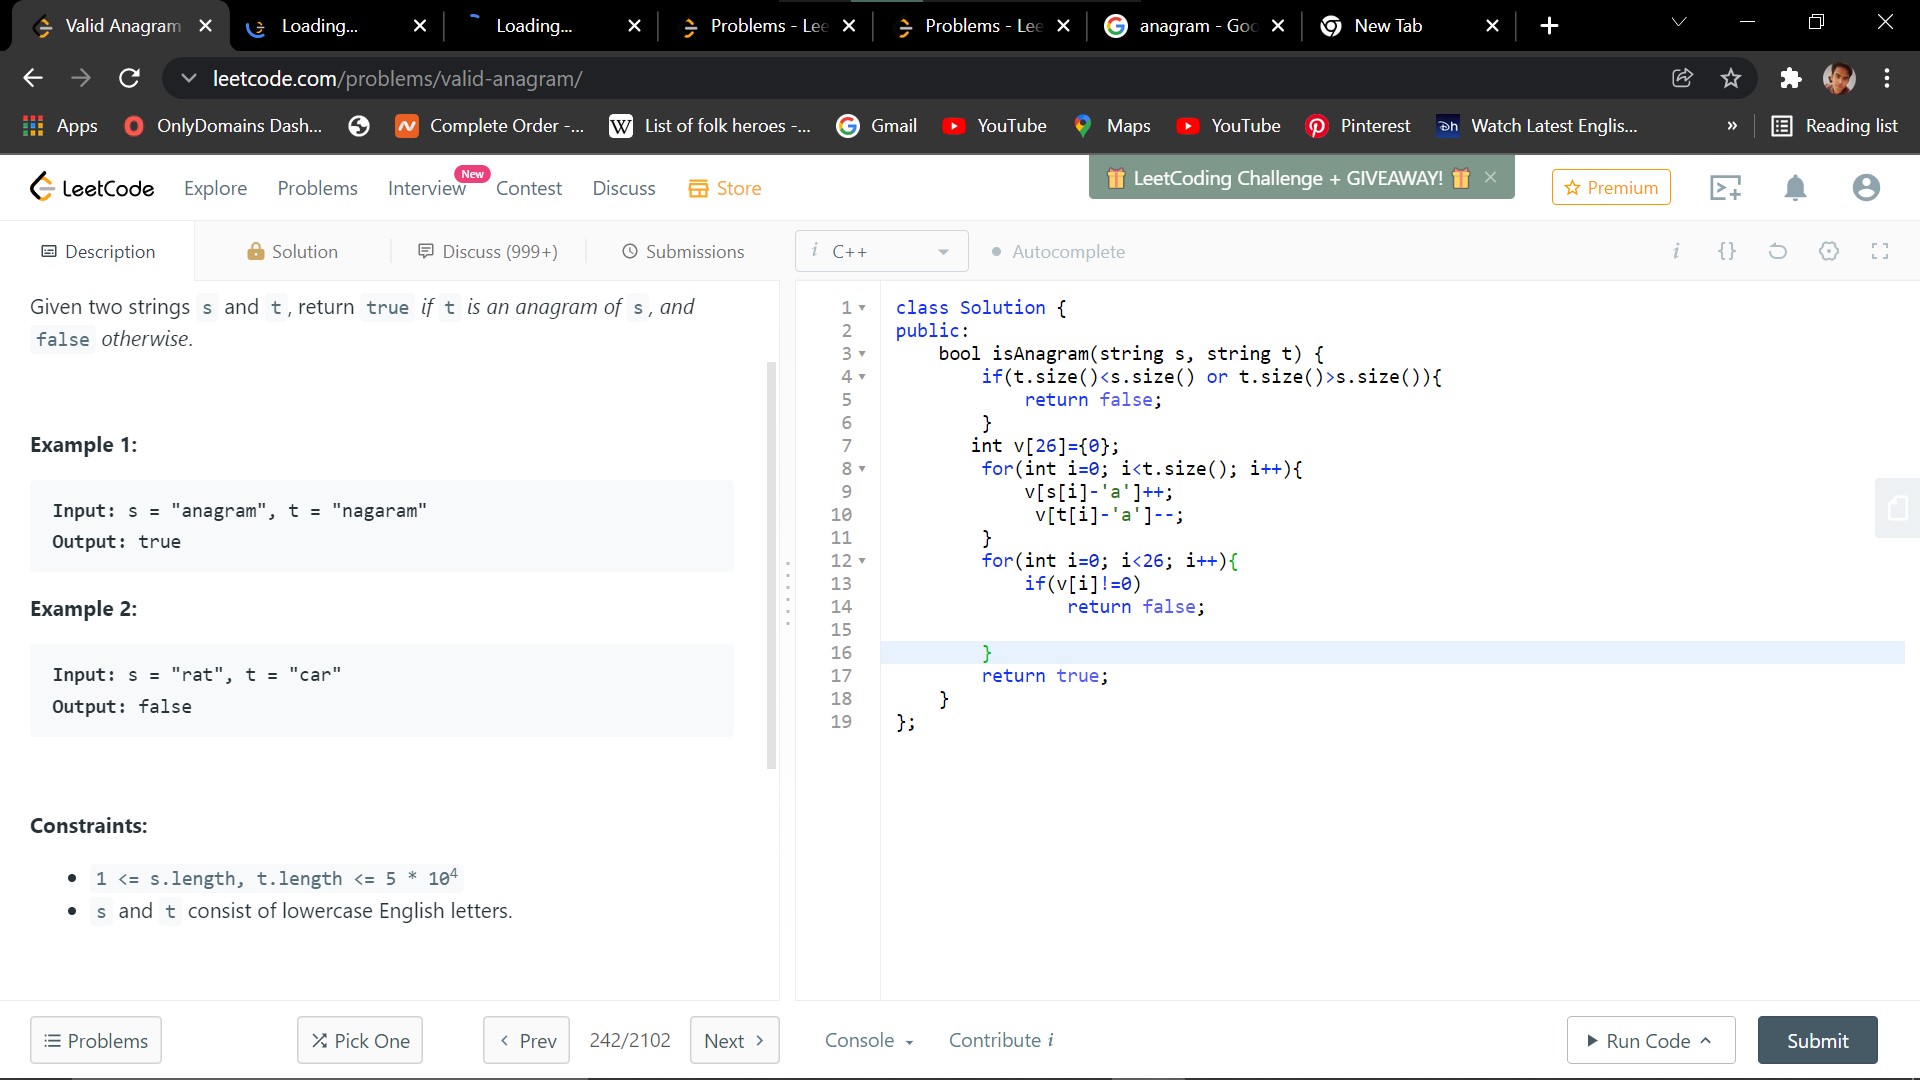 Valid Anagram
Loading...
Loading...
Problems - Lee
Problems - Lee
anagram - Goo
New Tab
leetcode.com/problems/valid-anagram/
Apps
OnlyDomains Dash...
Complete Order -...
W List of folk heroes -...
Gmail
YouTube
Maps
YouTube
Pinterest
Dh Watch Latest Englis...
»
Reading list
LeetCode
Explore
Problems
Interview
New
Contest
Discuss
Store
LeetCoding Challenge + GIVEAWAY!
Premium
Description
Solution
Discuss (999+)
Submissions
i C++
Autocomplete
i {}
Given two strings s and t, return true if t is an anagram of s, and
false otherwise.
Example 1:
Input: s = "anagram", t = "nagaram"
Output: true
Example 2:
Input: s = "rat", t = "car"
Output: false
Constraints:
• 1 <= s.length, t.length <= 5 * 10⁴
• s and t consist of lowercase English letters.
1 class Solution {
2 public:
3     bool isAnagram(string s, string t) {
4         if(t.size()<s.size() or t.size()>s.size()){
5             return false;
6         }
7        int v[26]={0};
8         for(int i=0; i<t.size(); i++){
9             v[s[i]-'a']++;
10              v[t[i]-'a']--;
11         }
12         for(int i=0; i<26; i++){
13             if(v[i]!=0)
14                 return false;
15
16         }
17         return true;
18     }
19 };
Problems
Pick One
< Prev
242/2102
Next >
Console
Contribute i
Run Code
Submit